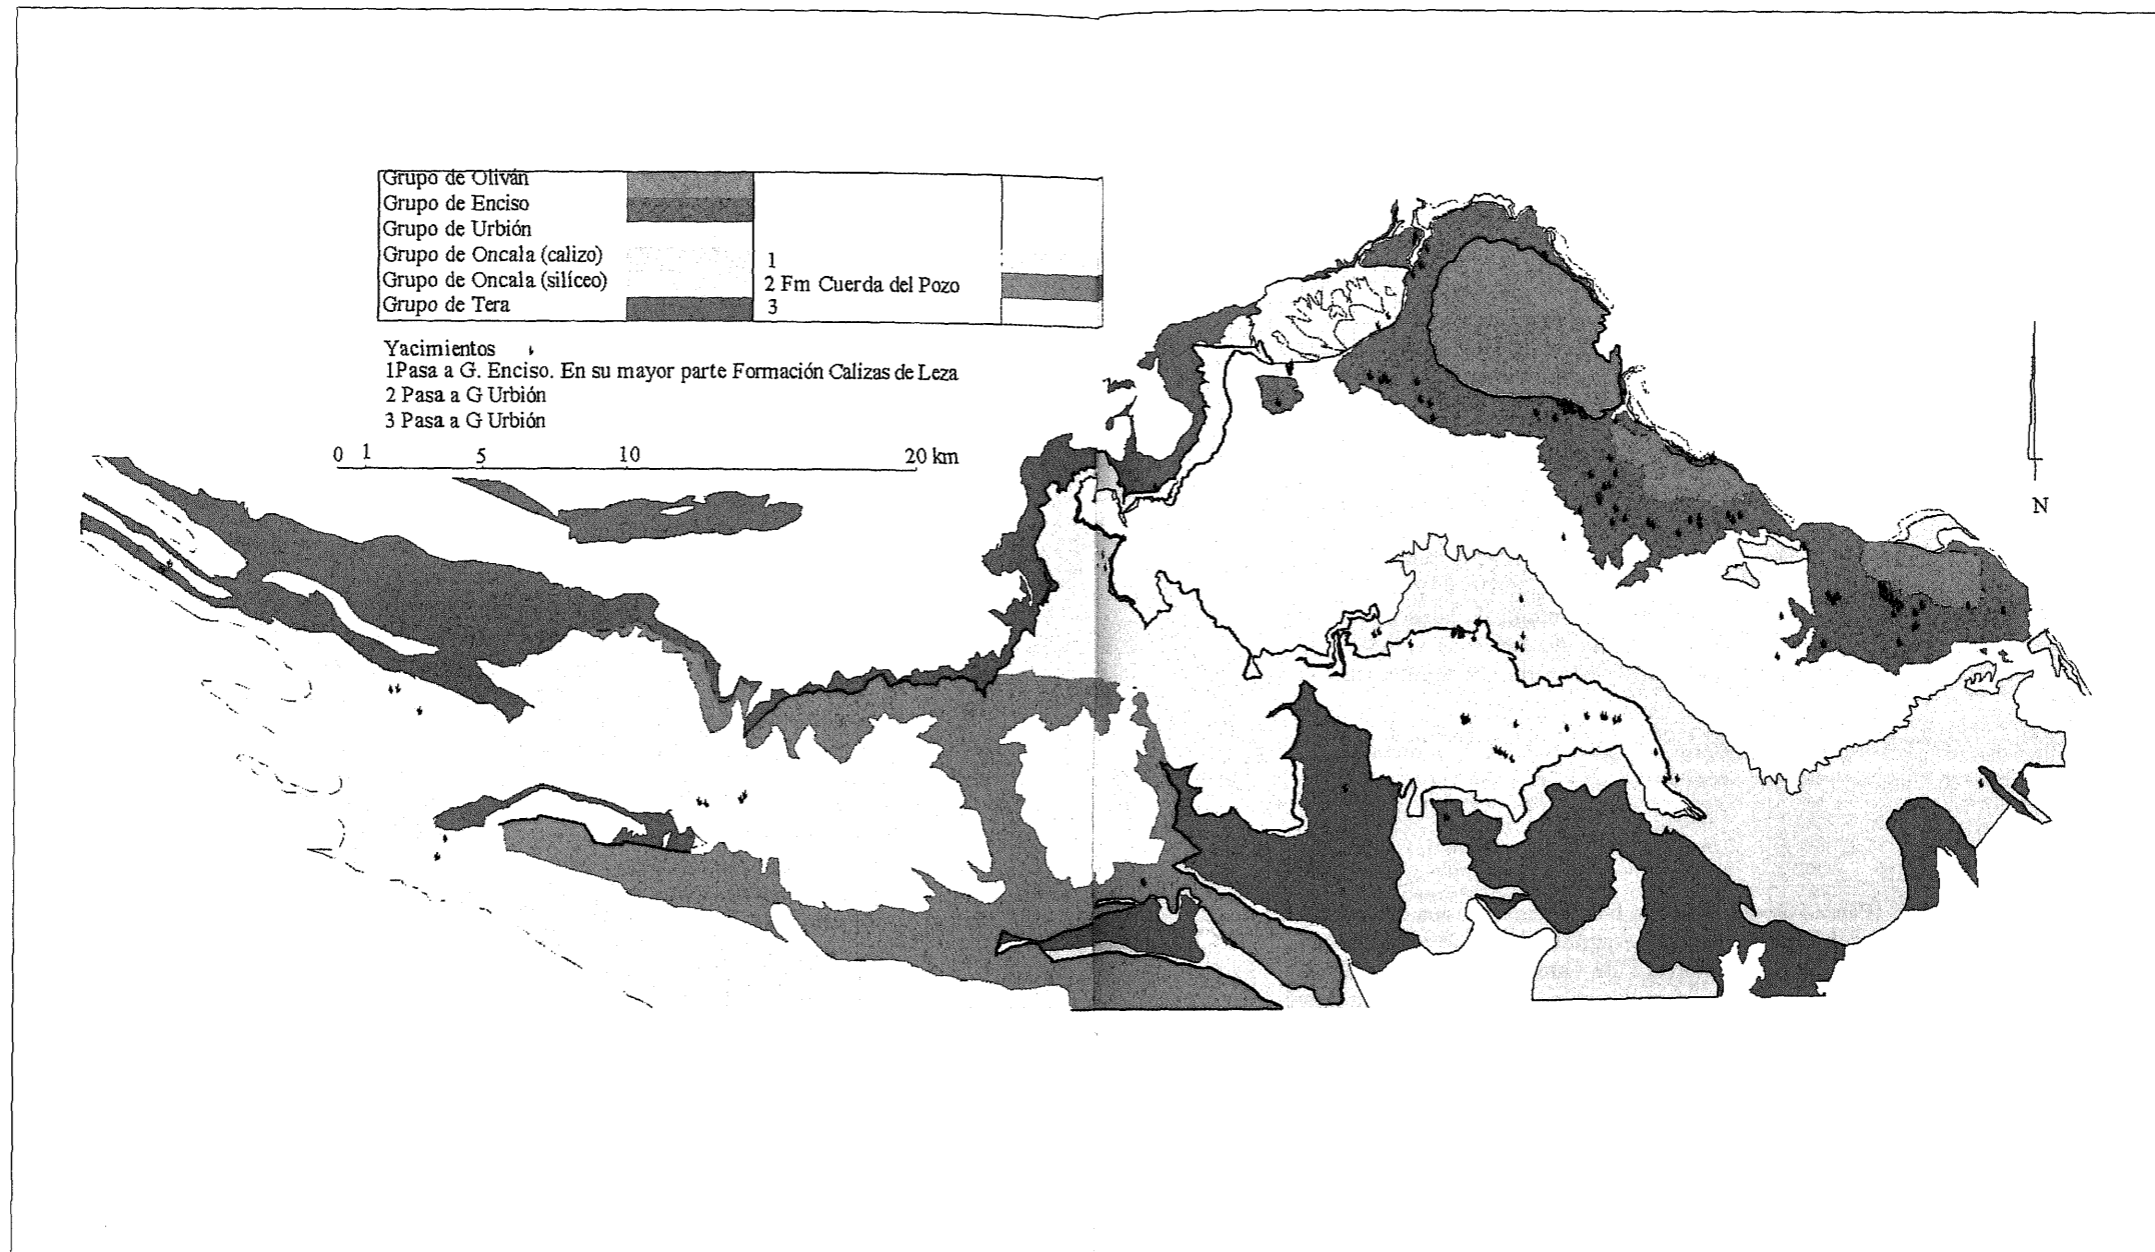 Grupo de Oliván
Grupo de Enciso
Grupo de Urbión
Grupo de Oncala (calizo)
Grupo de Oncala (silíceo)
Grupo de Tera
1
2 Fm Cuerda del Pozo
3
Yacimientos
1Pasa a G. Enciso. En su mayor parte Formación Calizas de Leza
2 Pasa a G Urbión
3 Pasa a G Urbión
0 1 5 10 20 km
N